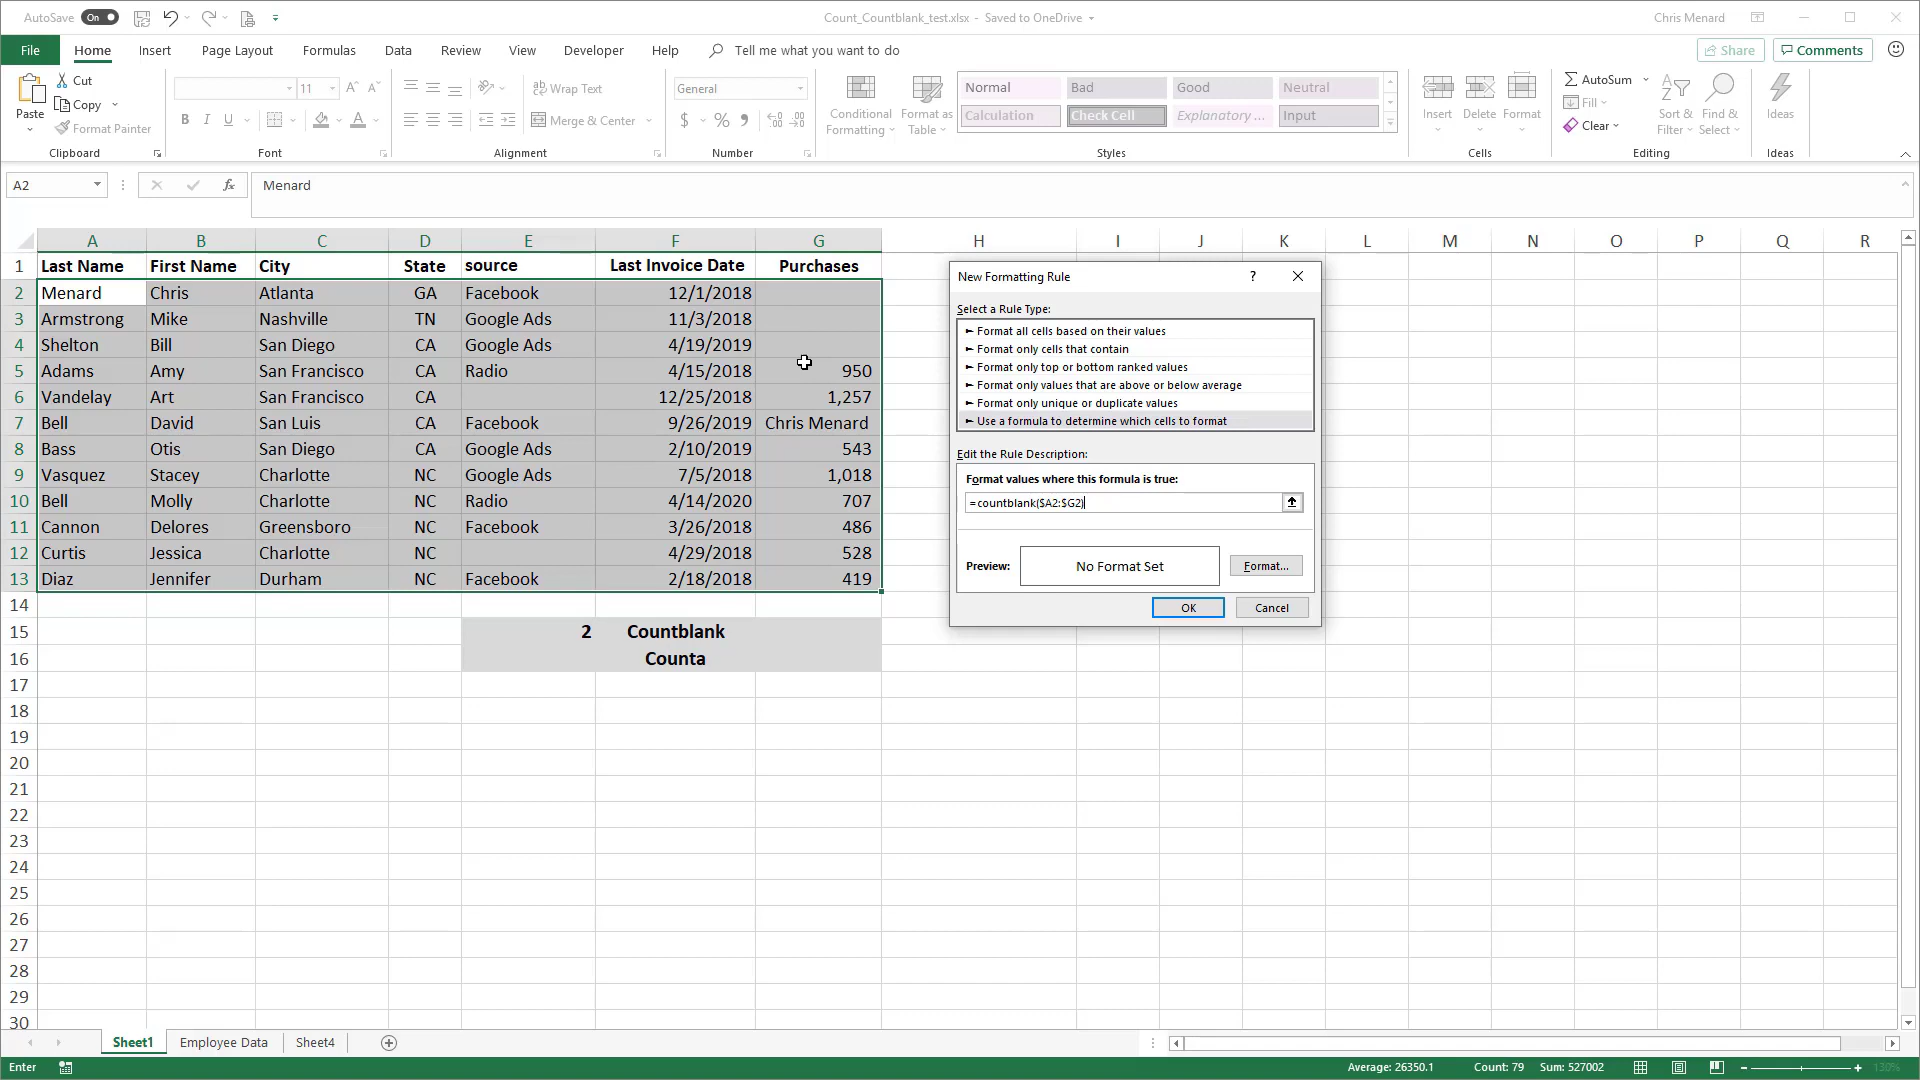 AutoSave On
Count_Countblank_test.xlsx - Saved to OneDrive
Chris Menard
File Home Insert Page Layout Formulas Data Review View Developer Help Tell me what you want to do Share Comments
Paste Cut Copy Format Painter
11
Wrap Text
Merge & Center
General
$ % ,
Conditional Formatting
Format as Table
Normal Bad Good Neutral
Calculation Check Cell Explanatory ... Input
Insert Delete Format
AutoSum
Fill
Clear
Sort & Filter
Find & Select
Ideas
Clipboard Font Alignment Number Styles Cells Editing Ideas
A2 fx Menard
A B C D E F G H I J K L M N O P Q R
1 Last Name First Name City State source Last Invoice Date Purchases
2 Menard Chris Atlanta GA Facebook 12/1/2018
3 Armstrong Mike Nashville TN Google Ads 11/3/2018
4 Shelton Bill San Diego CA Google Ads 4/19/2019
5 Adams Amy San Francisco CA Radio 4/15/2018 950
6 Vandelay Art San Francisco CA 12/25/2018 1,257
7 Bell David San Luis CA Facebook 9/26/2019 Chris Menard
8 Bass Otis San Diego CA Google Ads 2/10/2019 543
9 Vasquez Stacey Charlotte NC Google Ads 7/5/2018 1,018
10 Bell Molly Charlotte NC Radio 4/14/2020 707
11 Cannon Delores Greensboro NC Facebook 3/26/2018 486
12 Curtis Jessica Charlotte NC 4/29/2018 528
13 Diaz Jennifer Durham NC Facebook 2/18/2018 419
14
15 2 Countblank
16 Counta
17
18
19
20
21
22
23
24
25
26
27
28
29
30
New Formatting Rule ?
Select a Rule Type:
► Format all cells based on their values
► Format only cells that contain
► Format only top or bottom ranked values
► Format only values that are above or below average
► Format only unique or duplicate values
► Use a formula to determine which cells to format
Edit the Rule Description:
Format values where this formula is true:
=countblank($A2:$G2)
Preview: No Format Set Format...
OK Cancel
Sheet1 Employee Data Sheet4
Enter Average: 26350.1 Count: 79 Sum: 527002 130%